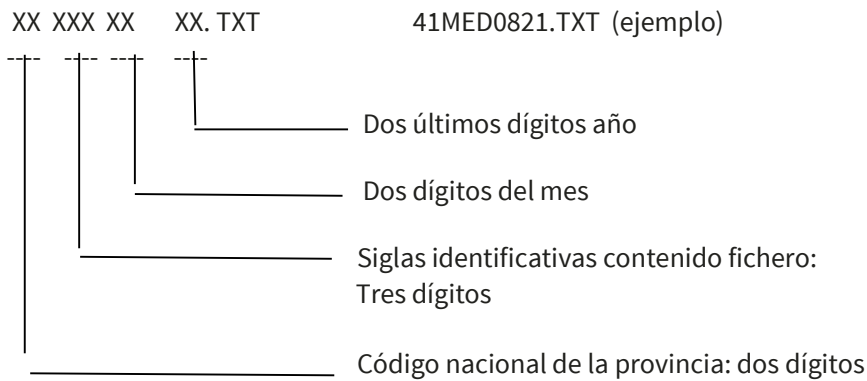 XX XXX XX XX. TXT 41MED0821.TXT (ejemplo)
---- ---- ---- ----
Dos últimos dígitos año
Dos dígitos del mes
Siglas identificativas contenido fichero:
Tres dígitos
Código nacional de la provincia: dos dígitos